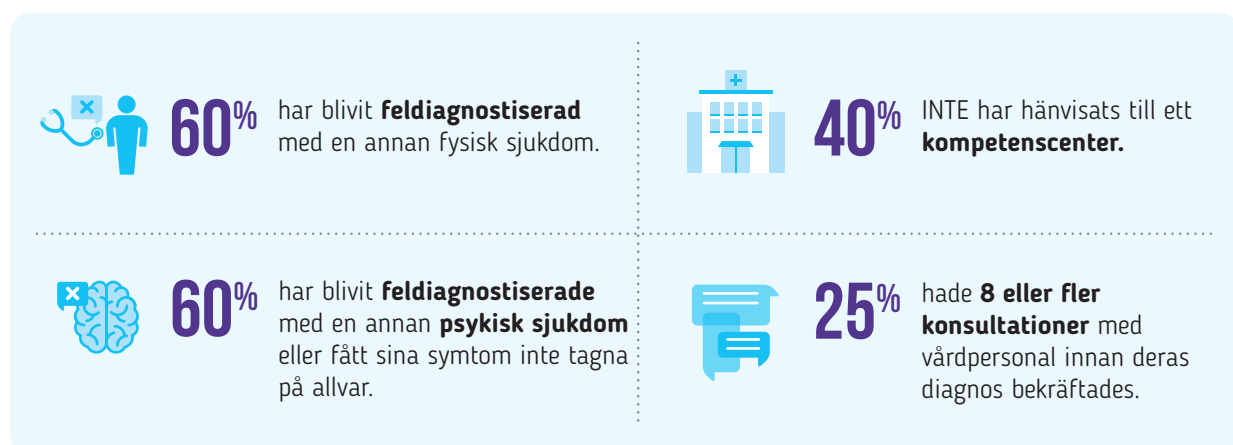 60%
har blivit feldiagnostiserad
med en annan fysisk sjukdom.
40%
INTE har hänvisats till ett
kompetenscenter.
60%
har blivit feldiagnostiserade
med en annan psykisk sjukdom
eller fått sina symtom inte tagna
på allvar.
25%
hade 8 eller fler
konsultationer med
vårdpersonal innan deras
diagnos bekräftades.